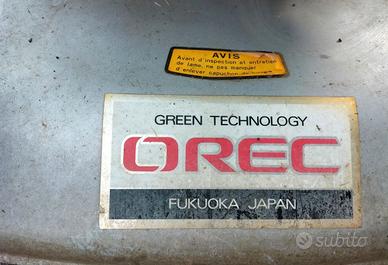 AVIS
Avant d'inspection et entretien
de lame, ne pas manquer
d'enlever capuchon de bougie
GREEN TECHNOLOGY
OREC
FUKUOKA JAPAN
subito